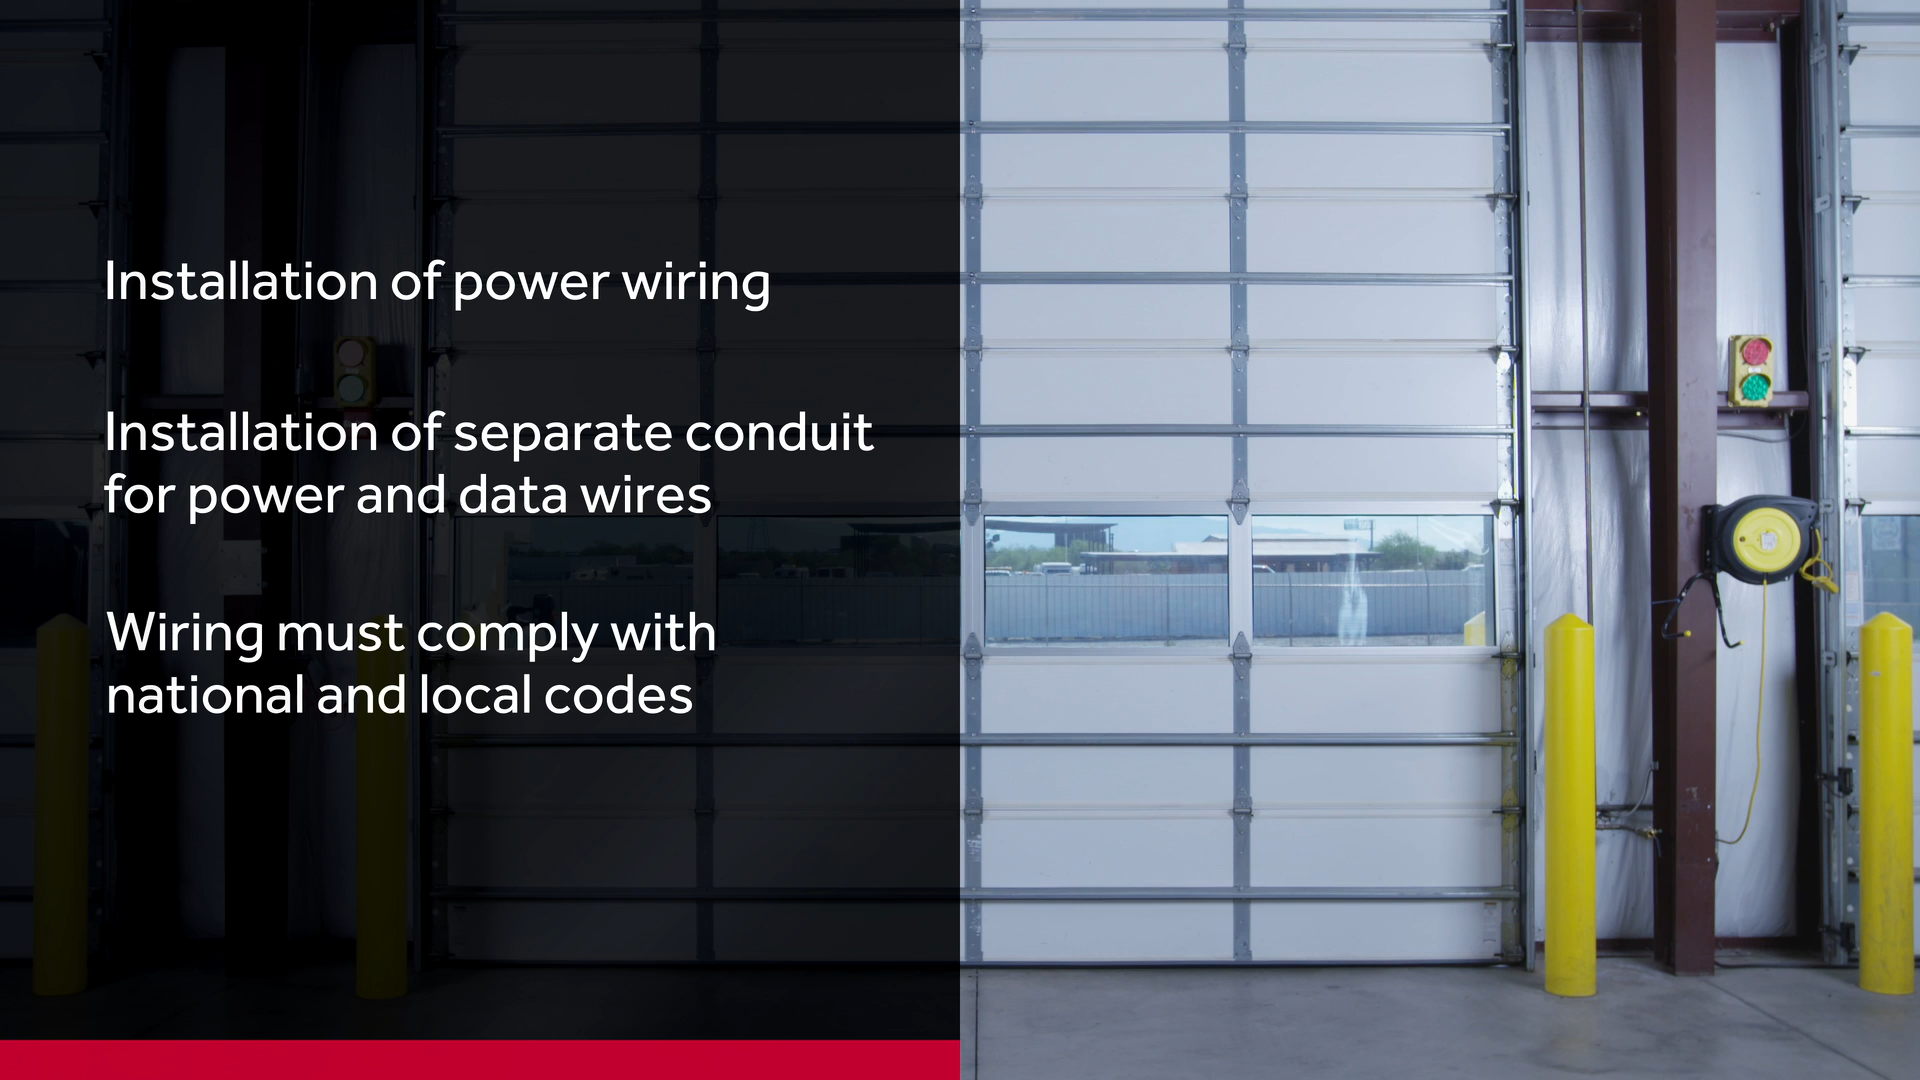 Installation of power wiring
Installation of separate conduit
for power and data wires
Wiring must comply with
national and local codes